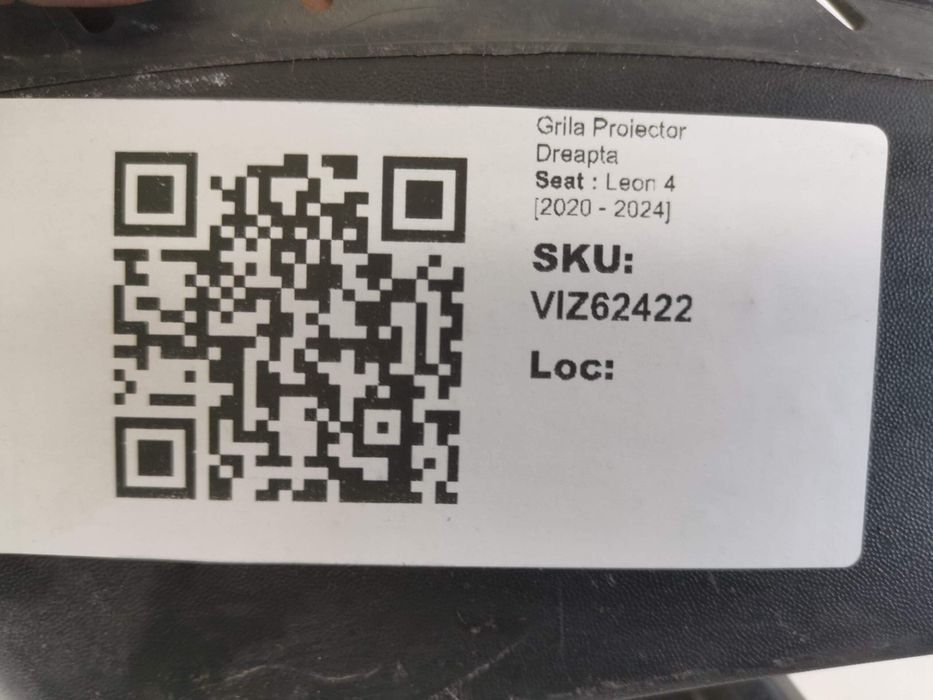 Grila Proiector
Dreapta
Seat : Leon 4
[2020 - 2024]
SKU:
VIZ62422
Loc: